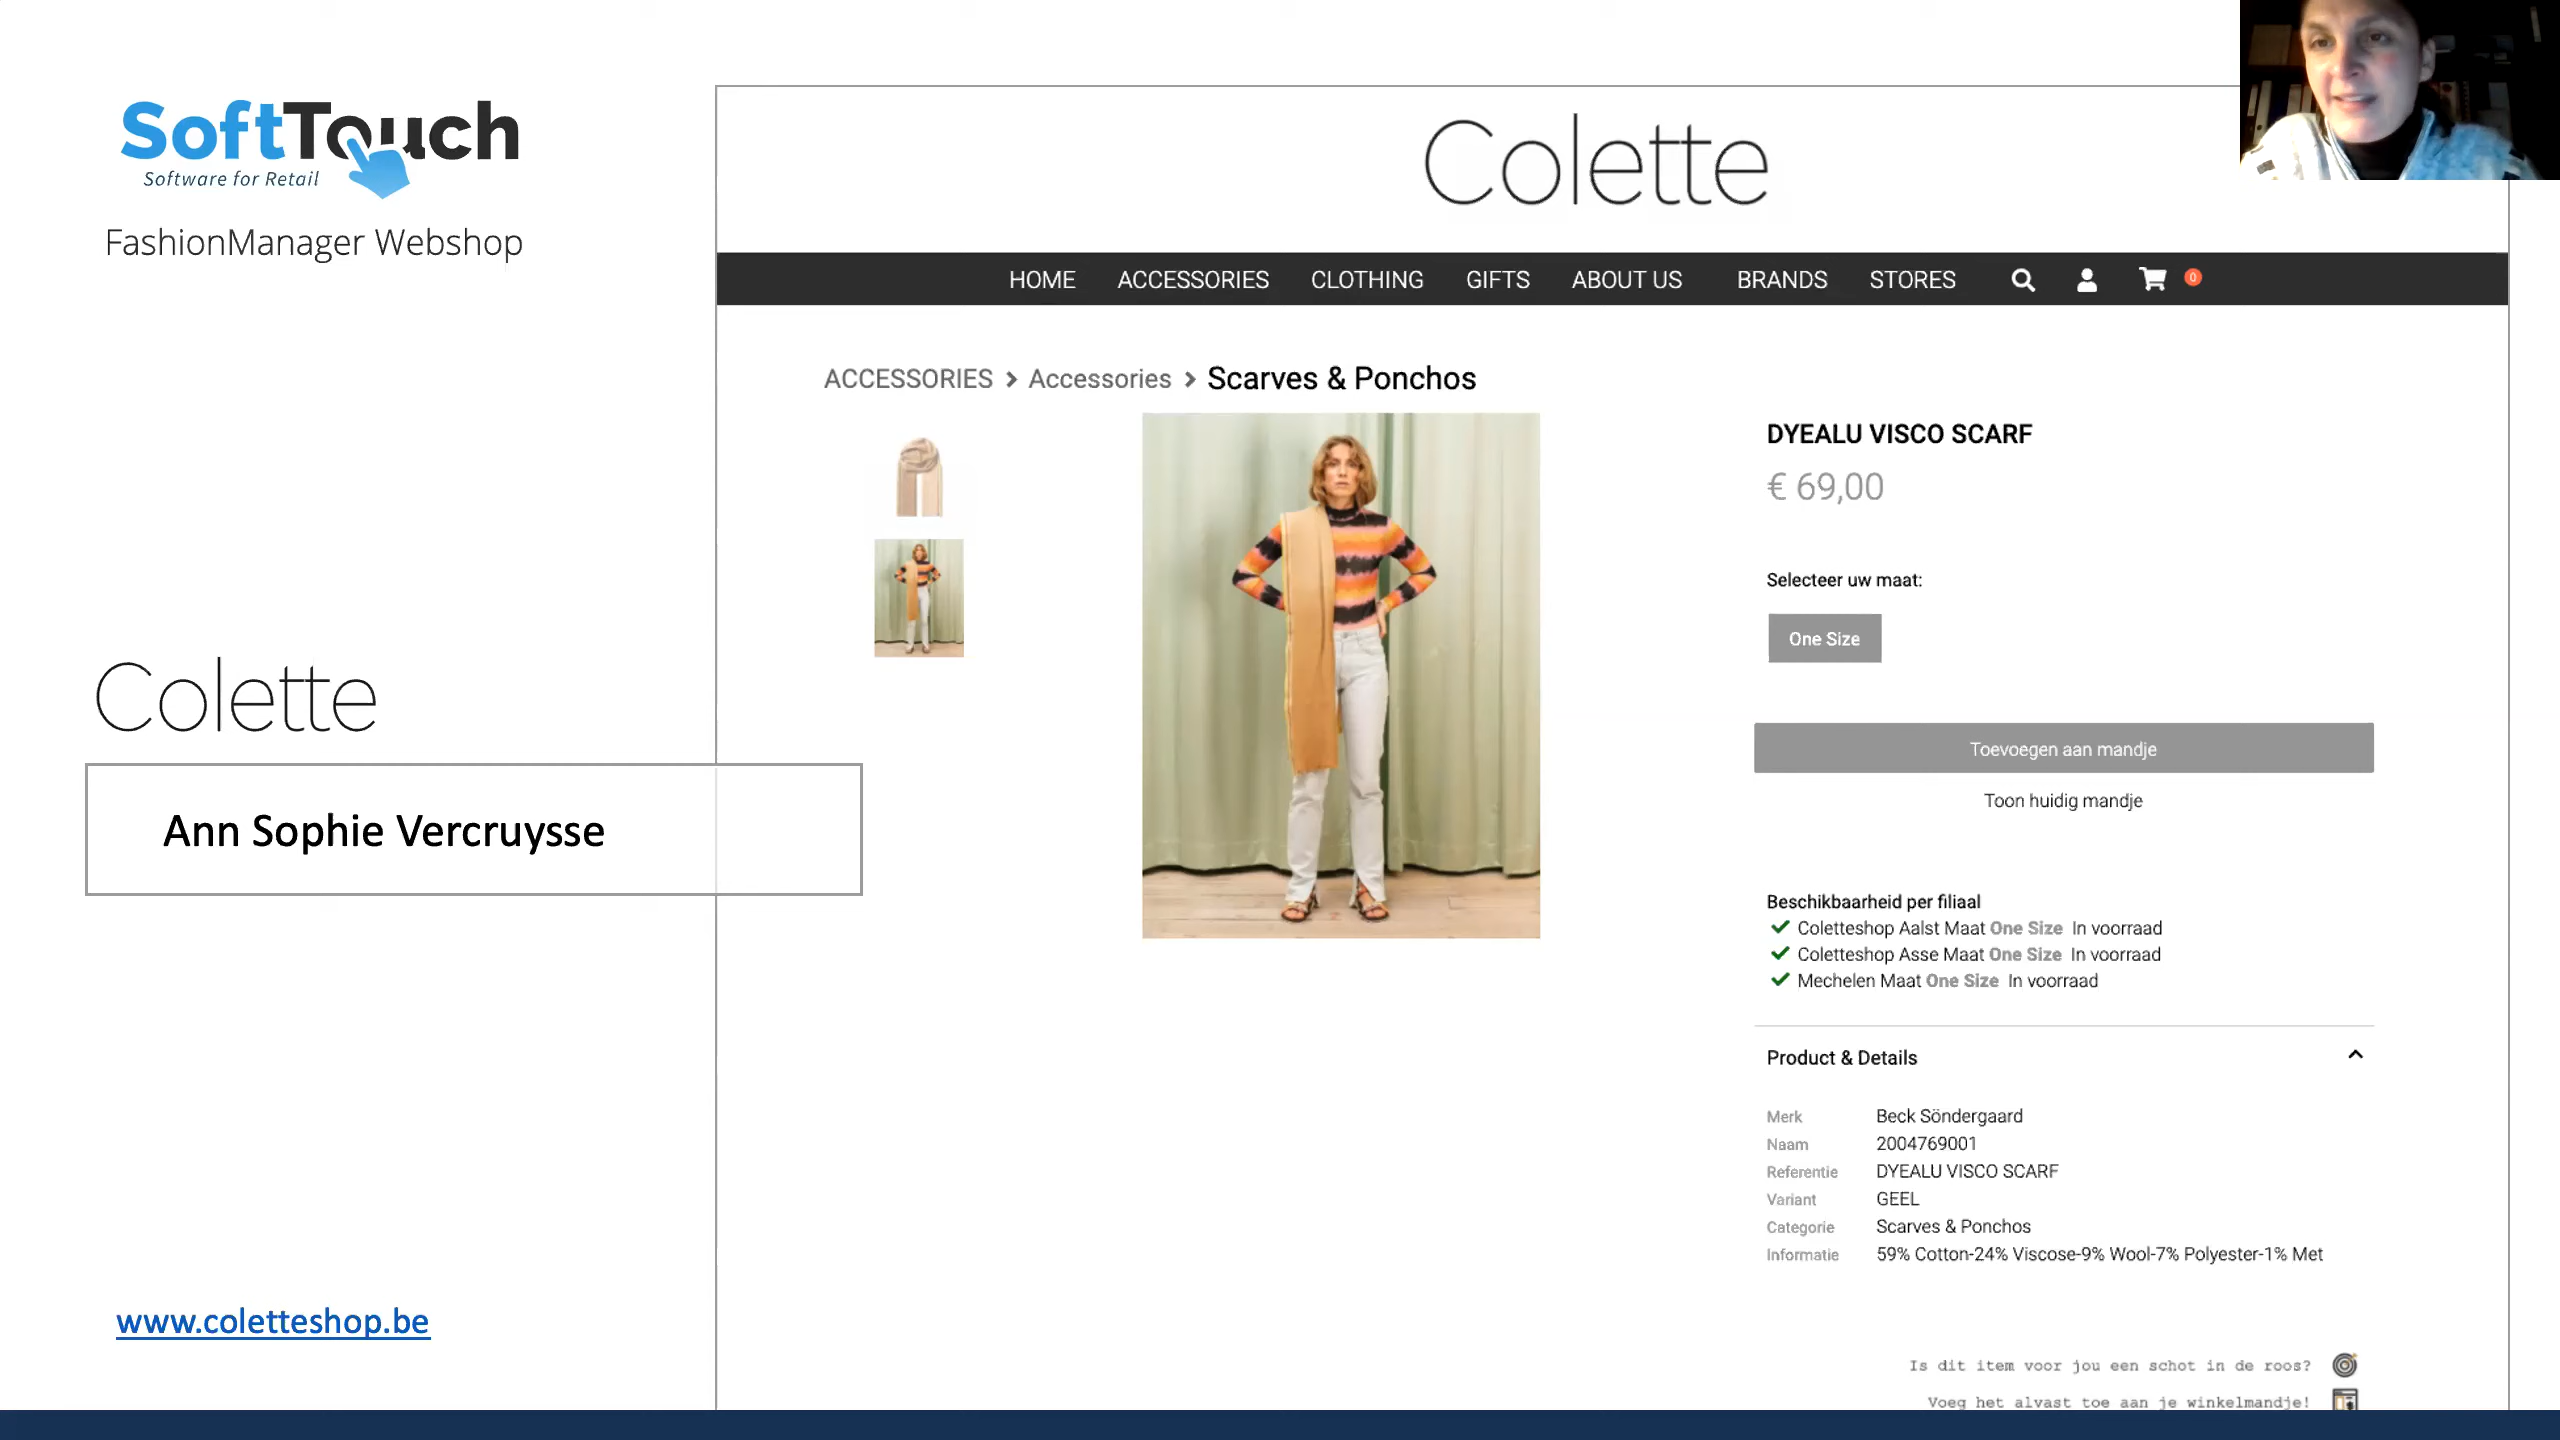 SoftTouch
Software for Retail
FashionManager Webshop
Colette
Ann Sophie Vercruysse
www.coletteshop.be
Colette
HOME ACCESSORIES CLOTHING GIFTS ABOUT US BRANDS STORES 0
ACCESSORIES > Accessories > Scarves & Ponchos
DYEALU VISCO SCARF
€ 69,00
Selecteer uw maat:
One Size
Toevoegen aan mandje
Toon huidig mandje
Beschikbaarheid per filiaal
Coletteshop Aalst Maat One Size In voorraad
Coletteshop Asse Maat One Size In voorraad
Mechelen Maat One Size In voorraad
Product & Details
Merk Beck Söndergaard
Naam 2004769001
Referentie DYEALU VISCO SCARF
Variant GEEL
Categorie Scarves & Ponchos
Informatie 59% Cotton-24% Viscose-9% Wool-7% Polyester-1% Met
Is dit item voor jou een schot in de roos?
Voeg het alvast toe aan je winkelmandje!